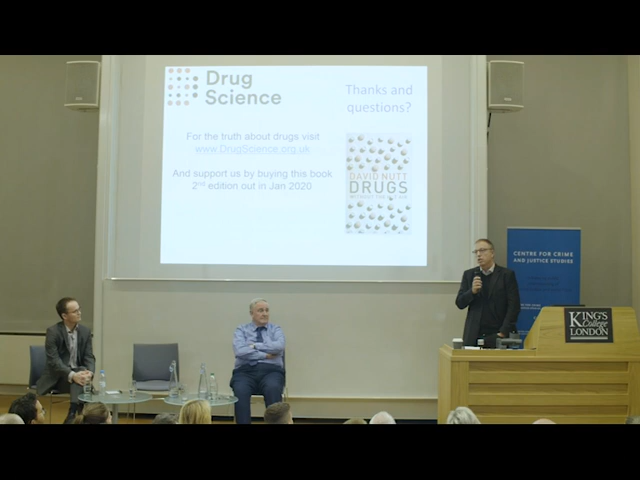 Drug
Science
Thanks and
questions?
For the truth about drugs visit
www.DrugScience.org.uk
And support us by buying this book
2nd edition out in Jan 2020
DAVID NUTT
DRUGS
CENTRE FOR CRIME
AND JUSTICE STUDIES
KING'S
College
LONDON